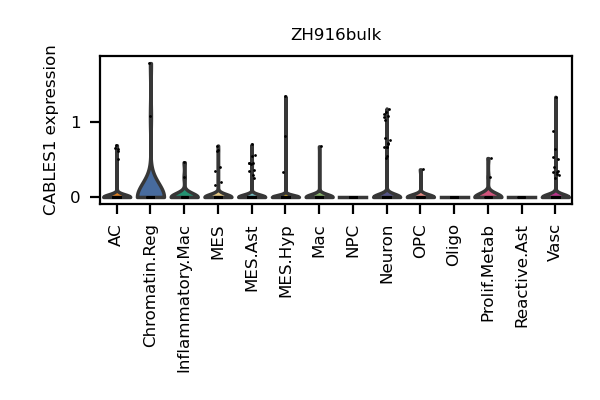 ZH916bulk
CABLES1 expression
1
0
AC
Chromatin.Reg
Inflammatory.Mac
MES
MES.Ast
MES.Hyp
Mac
NPC
Neuron
OPC
Oligo
Prolif.Metab
Reactive.Ast
Vasc